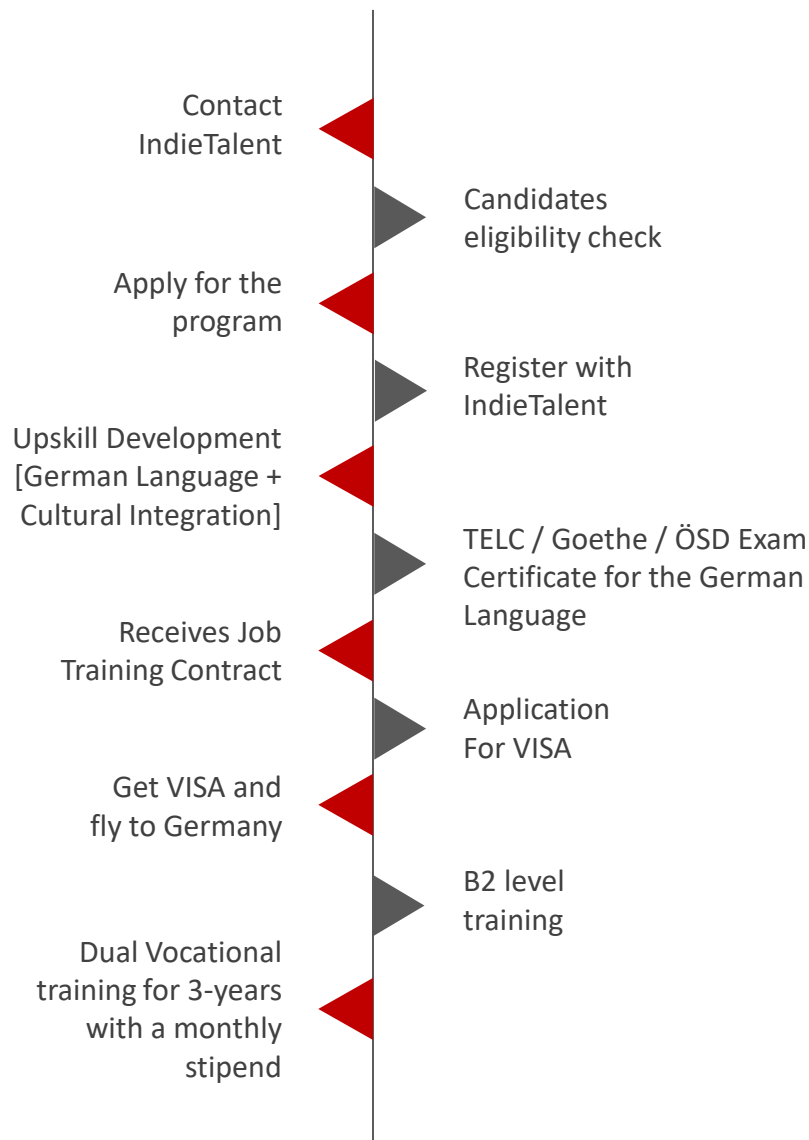 Contact
IndieTalent
Candidates
eligibility check
Apply for the
program
Register with
IndieTalent
Upskill Development
[German Language +
Cultural Integration]
TELC / Goethe / ÖSD Exam
Certificate for the German
Language
Receives Job
Training Contract
Application
For VISA
Get VISA and
fly to Germany
B2 level
training
Dual Vocational
training for 3-years
with a monthly
stipend